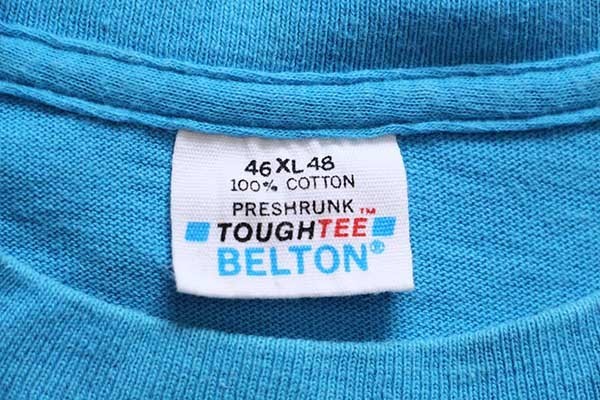 46 XL 48
100% COTTON
PRESHRUNK
TOUGHTEE™
BELTON®